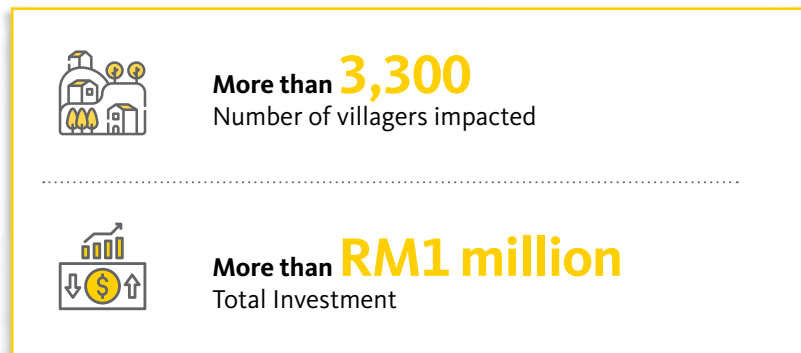 More than 3,300
Number of villagers impacted
More than RM1 million
Total Investment